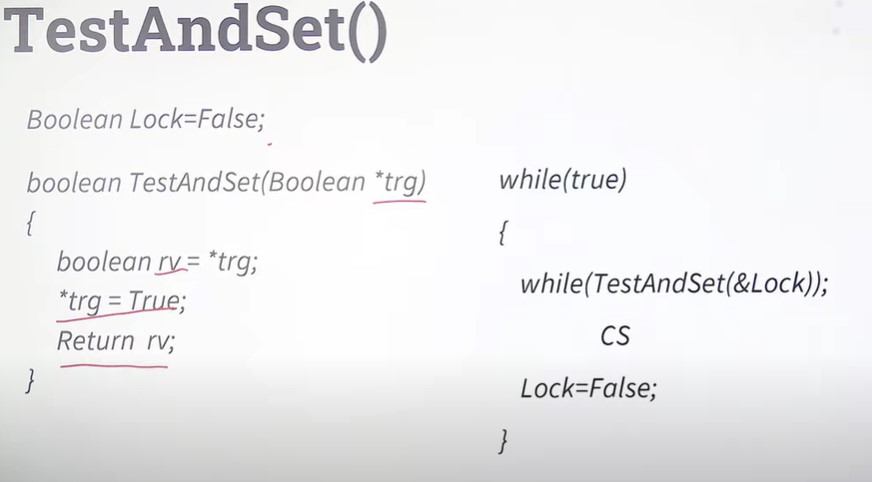 TestAndSet()
Boolean Lock=False;
boolean TestAndSet(Boolean *trg)
{
boolean rv = *trg;
*trg = True;
Return rv;
}
while(true)
{
while(TestAndSet(&Lock));
CS
Lock=False;
}